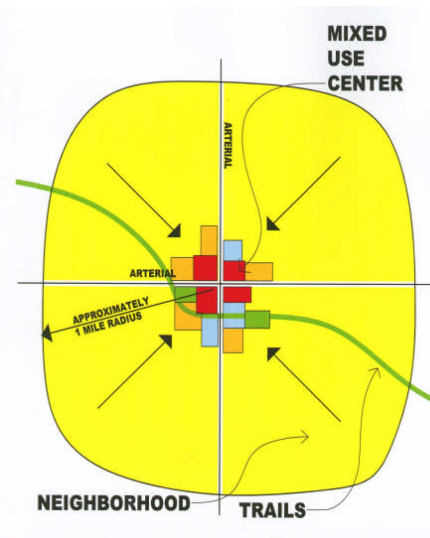 MIXED
USE
CENTER
ARTERIAL
ARTERIAL
APPROXIMATELY
1 MILE RADIUS
NEIGHBORHOOD
TRAILS